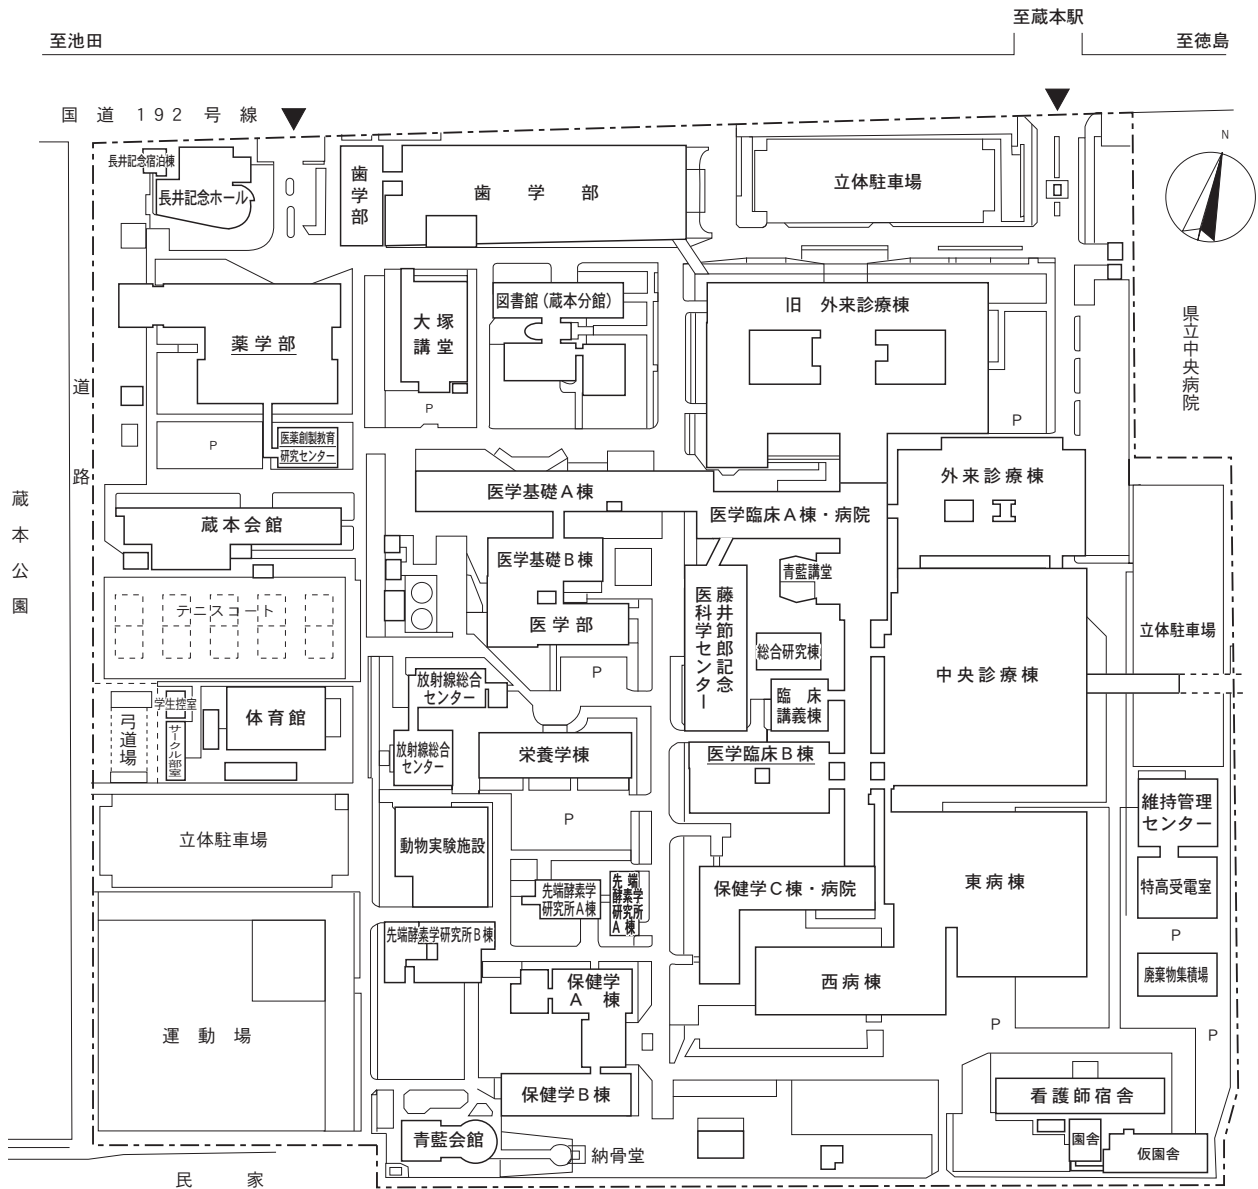 至蔵本駅
至池田
至徳島
国道192号線
N
長井記念宿泊棟
長井記念ホール
歯学部
歯学部
立体駐車場
県立中央病院
図書館(蔵本分館)
旧 外来診療棟
大塚
講堂
薬学部
道路
P
P
P
医薬創製教育
研究センター
外来診療棟
医学基礎A棟
医学臨床A棟・病院
蔵本公園
蔵本会館
医学基礎B棟
青藍講堂
テニスコート
藤井節郎記念
医科学センター
医学部
立体駐車場
総合研究棟
P
中央診療棟
放射線総合
センター
学生控室
臨床
講義棟
体育館
弓道場
サークル部室
放射線総合
センター
栄養学棟
医学臨床B棟
維持管理
センター
P
立体駐車場
動物実験施設
先端酵素学
研究所A棟
先端
酵素学
研究所
A棟
保健学C棟・病院
東病棟
特高受電室
先端酵素学研究所B棟
P
廃棄物集積場
保健学
A棟
西病棟
運動場
P
P
保健学B棟
看護師宿舎
青藍会館
納骨堂
園舎
仮園舎
民家